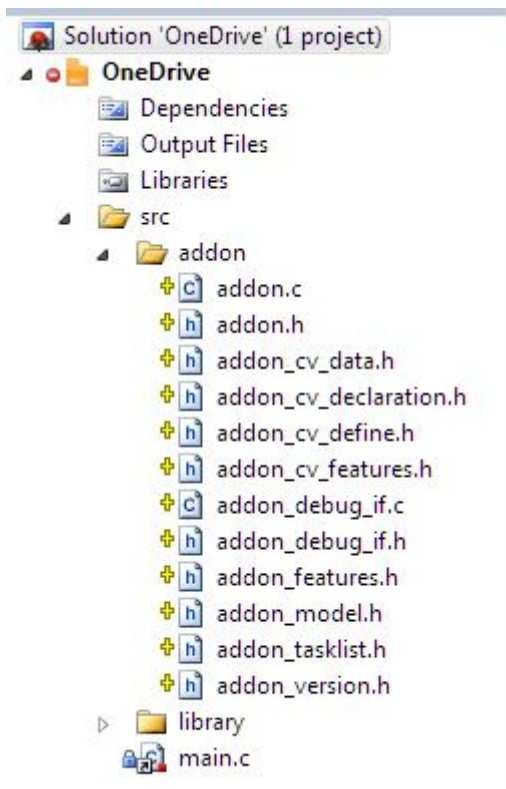 Solution 'OneDrive' (1 project)
OneDrive
Dependencies
Output Files
Libraries
src
addon
addon.c
addon.h
addon_cv_data.h
addon_cv_declaration.h
addon_cv_define.h
addon_cv_features.h
addon_debug_if.c
addon_debug_if.h
addon_features.h
addon_model.h
addon_tasklist.h
addon_version.h
library
main.c